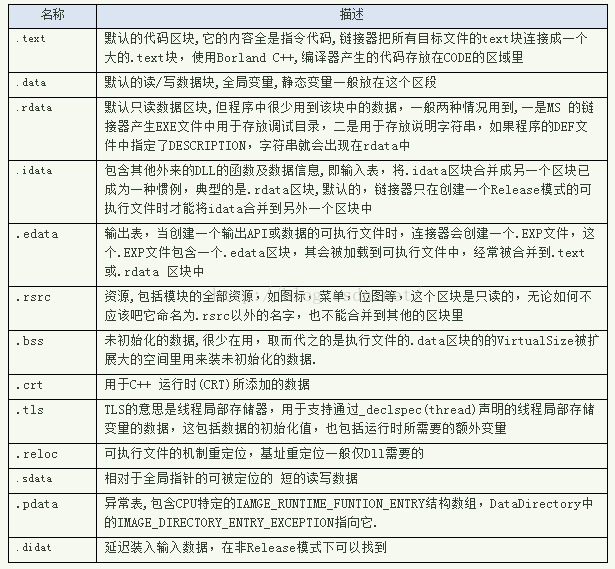 名称 描述
.text 默认的代码区块,它的内容全是指令代码,链接器把所有目标文件的text块连接成一个
大的.text块，使用Borland C++,编译器产生的代码存放在CODE的区域里
.data 默认的读/写数据块,全局变量,静态变量一般放在这个区段
.rdata 默认只读数据区块,但程序中很少用到该块中的数据，一般两种情况用到,一是MS 的链
接器产生EXE文件中用于存放调试目录，二是用于存放说明字符串，如果程序的DEF文
件中指定了DESCRIPTION，字符串就会出现在rdata中
.idata 包含其他外来的DLL的函数及数据信息,即输入表，将.idata区块合并成另一个区块已
成为一种惯例，典型的是.rdata区块,默认的，链接器只在创建一个Release模式的可
执行文件时才能将idata合并到另外一个区块中
.edata 输出表，当创建一个输出API或数据的可执行文件时，连接器会创建一个.EXP文件，这
个.EXP文件包含一个.edata区块，其会被加载到可执行文件中，经常被合并到.text
或.rdata 区块中
.rsrc 资源,包括模块的全部资源，如图标，菜单，位图等，这个区块是只读的，无论如何不
应该吧它命名为.rsrc以外的名字，也不能合并到其他的区块里
.bss 未初始化的数据,很少在用，取而代之的是执行文件的.data区块的的VirtualSize被扩
展大的空间里用来装未初始化的数据.
.crt 用于C++ 运行时(CRT)所添加的数据
.tls TLS的意思是线程局部存储器，用于支持通过_declspec(thread)声明的线程局部存储
变量的数据，这包括数据的初始化值，也包括运行时所需要的额外变量
.reloc 可执行文件的机制重定位，基址重定位一般仅Dll需要的
.sdata 相对于全局指针的可被定位的 短的读写数据
.pdata 异常表,包含CPU特定的IAMGE_RUNTIME_FUNTION_ENTRY结构数组，DataDirectory中
的IMAGE_DIRECTORY_ENTRY_EXCEPTION指向它.
.didat 延迟装入输入数据，在非Release模式下可以找到